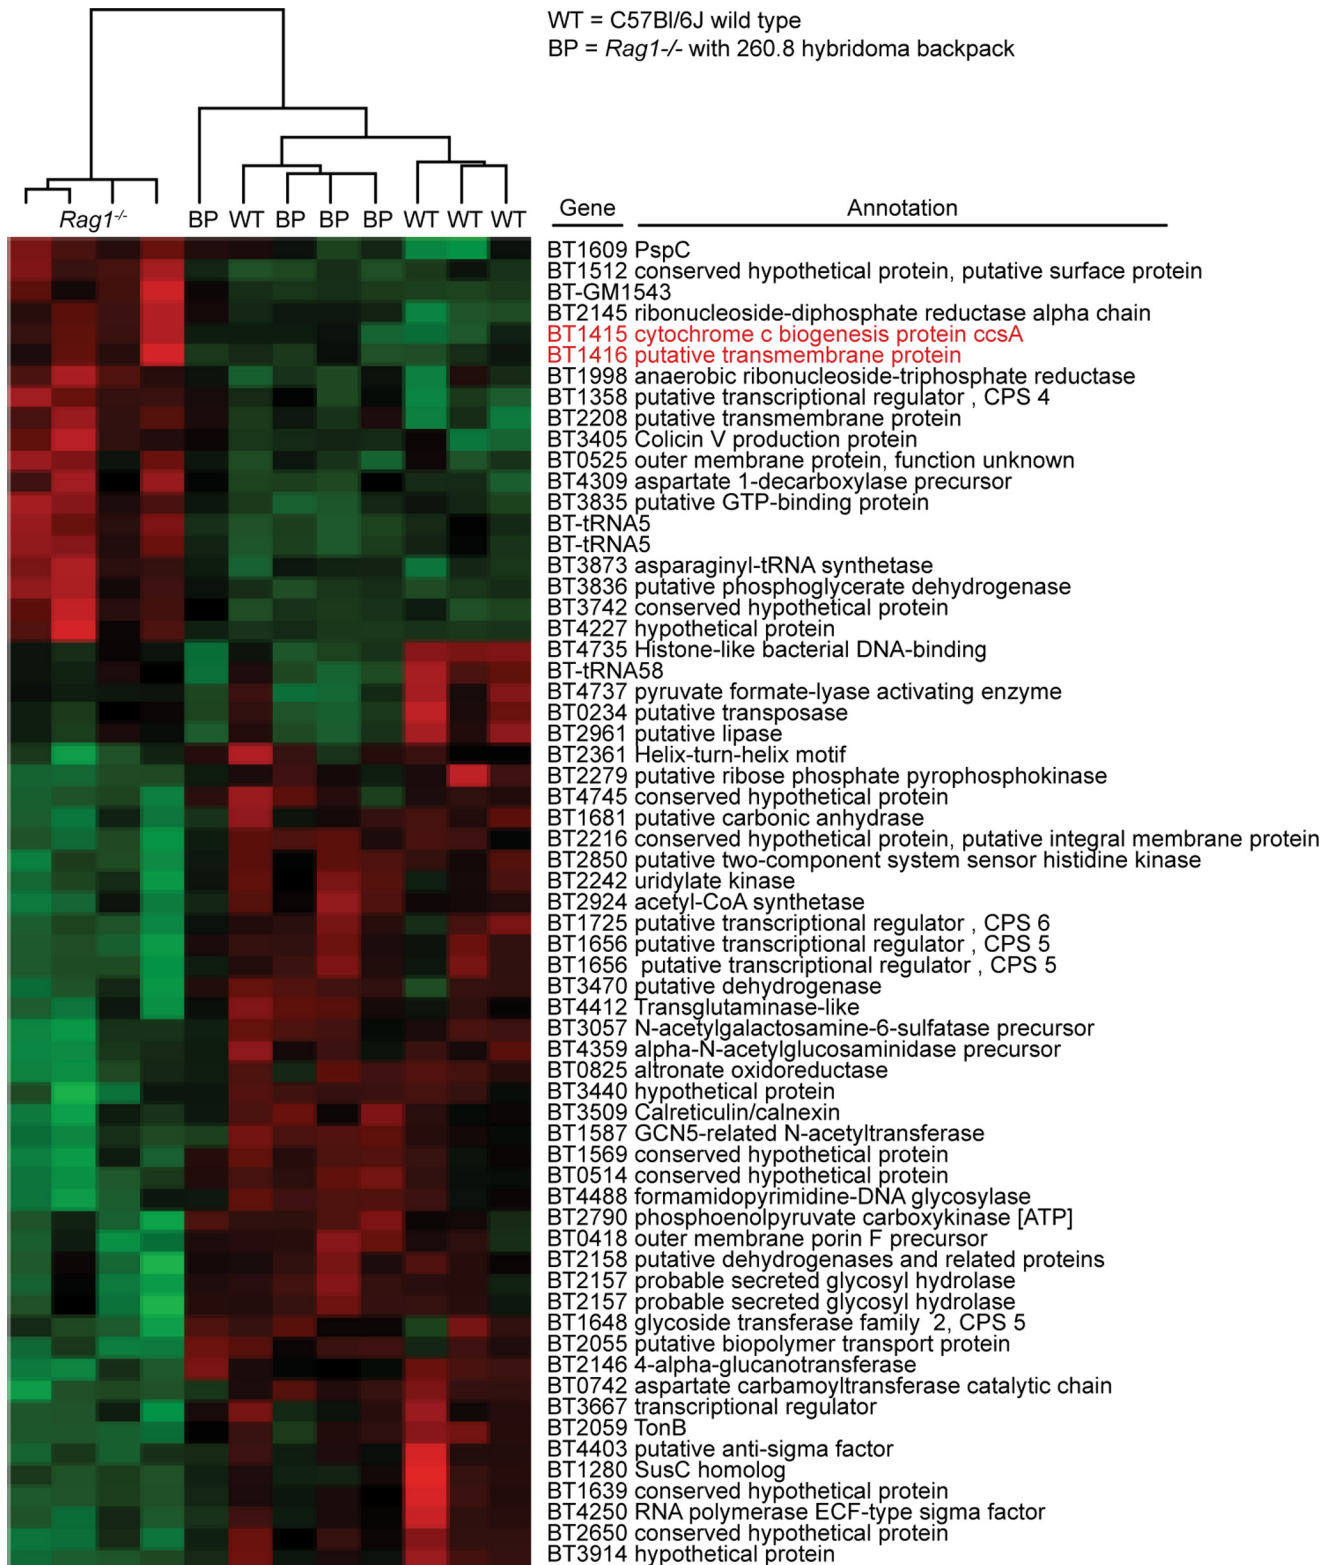 WT = C57Bl/6J wild type
BP = Rag1-/- with 260.8 hybridoma backpack
Rag1-/- BP WT BP BP BP WT WT WT
Gene Annotation
BT1609 PspC
BT1512 conserved hypothetical protein, putative surface protein
BT-GM1543
BT2145 ribonucleoside-diphosphate reductase alpha chain
BT1415 cytochrome c biogenesis protein ccsA
BT1416 putative transmembrane protein
BT1998 anaerobic ribonucleoside-triphosphate reductase
BT1358 putative transcriptional regulator , CPS 4
BT2208 putative transmembrane protein
BT3405 Colicin V production protein
BT0525 outer membrane protein, function unknown
BT4309 aspartate 1-decarboxylase precursor
BT3835 putative GTP-binding protein
BT-tRNA5
BT-tRNA5
BT3873 asparaginyl-tRNA synthetase
BT3836 putative phosphoglycerate dehydrogenase
BT3742 conserved hypothetical protein
BT4227 hypothetical protein
BT4735 Histone-like bacterial DNA-binding
BT-tRNA58
BT4737 pyruvate formate-lyase activating enzyme
BT0234 putative transposase
BT2961 putative lipase
BT2361 Helix-turn-helix motif
BT2279 putative ribose phosphate pyrophosphokinase
BT4745 conserved hypothetical protein
BT1681 putative carbonic anhydrase
BT2216 conserved hypothetical protein, putative integral membrane protein
BT2850 putative two-component system sensor histidine kinase
BT2242 uridylate kinase
BT2924 acetyl-CoA synthetase
BT1725 putative transcriptional regulator , CPS 6
BT1656 putative transcriptional regulator , CPS 5
BT1656 putative transcriptional regulator , CPS 5
BT3470 putative dehydrogenase
BT4412 Transglutaminase-like
BT3057 N-acetylgalactosamine-6-sulfatase precursor
BT4359 alpha-N-acetylglucosaminidase precursor
BT0825 altronate oxidoreductase
BT3440 hypothetical protein
BT3509 Calreticulin/calnexin
BT1587 GCN5-related N-acetyltransferase
BT1569 conserved hypothetical protein
BT0514 conserved hypothetical protein
BT4488 formamidopyrimidine-DNA glycosylase
BT2790 phosphoenolpyruvate carboxykinase [ATP]
BT0418 outer membrane porin F precursor
BT2158 putative dehydrogenases and related proteins
BT2157 probable secreted glycosyl hydrolase
BT2157 probable secreted glycosyl hydrolase
BT1648 glycoside transferase family 2, CPS 5
BT2055 putative biopolymer transport protein
BT2146 4-alpha-glucanotransferase
BT0742 aspartate carbamoyltransferase catalytic chain
BT3667 transcriptional regulator
BT2059 TonB
BT4403 putative anti-sigma factor
BT1280 SusC homolog
BT1639 conserved hypothetical protein
BT4250 RNA polymerase ECF-type sigma factor
BT2650 conserved hypothetical protein
BT3914 hypothetical protein